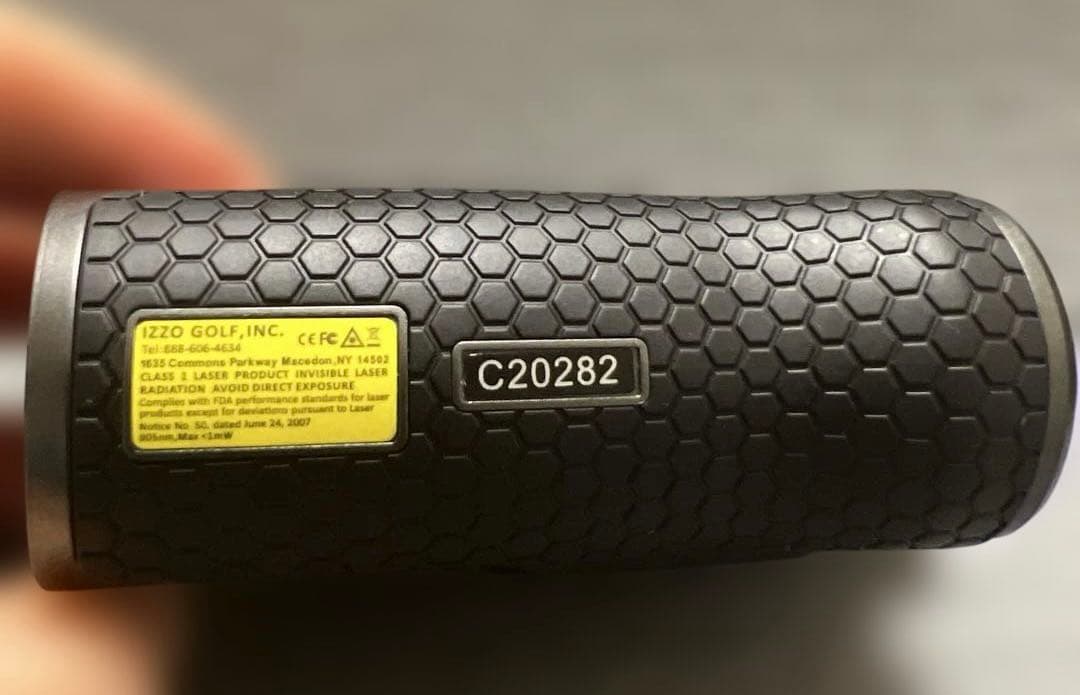 IZZO GOLF, INC.
CE FC
Tel:888-606-4634
1635 Commons Parkway Macedon, NY 14502
CLASS 1 LASER PRODUCT INVISIBLE LASER
RADIATION AVOID DIRECT EXPOSURE
Complies with FDA performance standards for laser
products except for deviations pursuant to Laser
Notice No. 50, dated June 24, 2007
905nm, Max <1mW
C20282